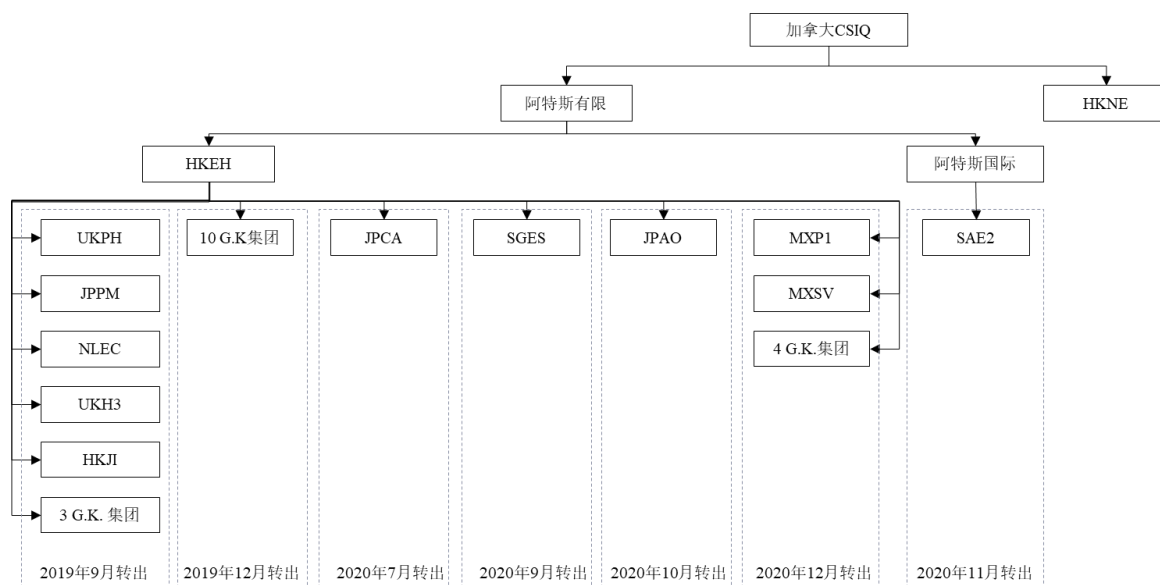 加拿大CSIQ
阿特斯有限
HKNE
HKEH
阿特斯国际
UKPH
10 G.K集团
JPCA
SGES
JPAO
MXP1
SAE2
JPPM
MXSV
NLEC
4 G.K.集团
UKH3
HKJI
3 G.K. 集团
2019年9月转出
2019年12月转出
2020年7月转出
2020年9月转出
2020年10月转出
2020年12月转出
2020年11月转出